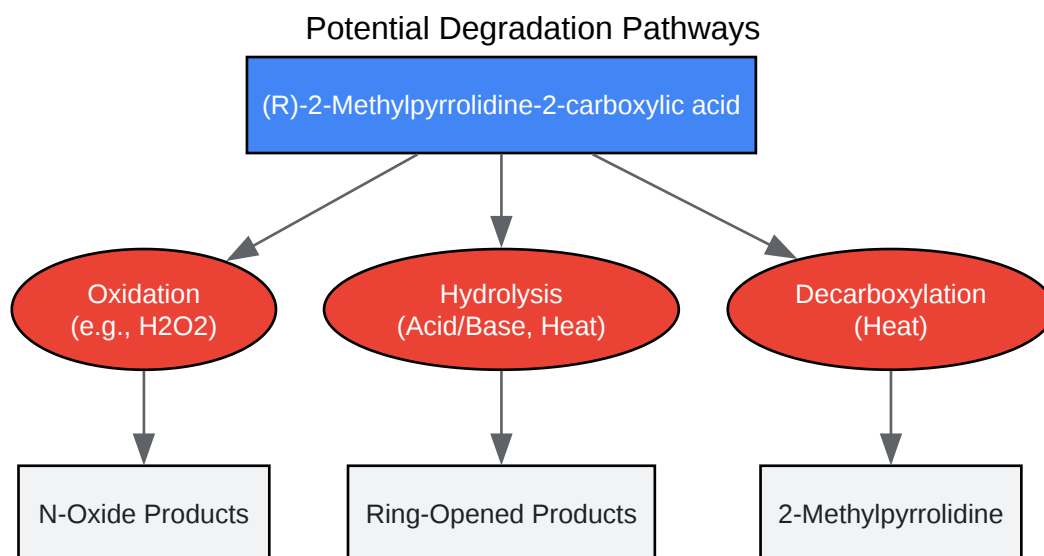 Potential Degradation Pathways
(R)-2-Methylpyrrolidine-2-carboxylic acid
Oxidation
(e.g., H2O2)
Hydrolysis
(Acid/Base, Heat)
Decarboxylation
(Heat)
N-Oxide Products
Ring-Opened Products
2-Methylpyrrolidine